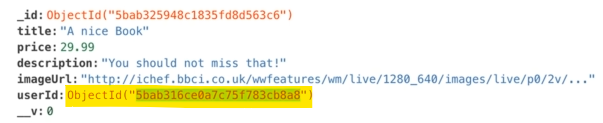 _id: ObjectId("5bab325948c1835fd8d563c6")
title: "A nice Book"
price: 29.99
description: "You should not miss that!"
imageUrl: "http://ichef.bbci.co.uk/wwfeatures/wm/live/1280_640/images/live/p0/2v/..."
userId: ObjectId("5bab316ce0a7c75f783cb8a8")
__v: 0